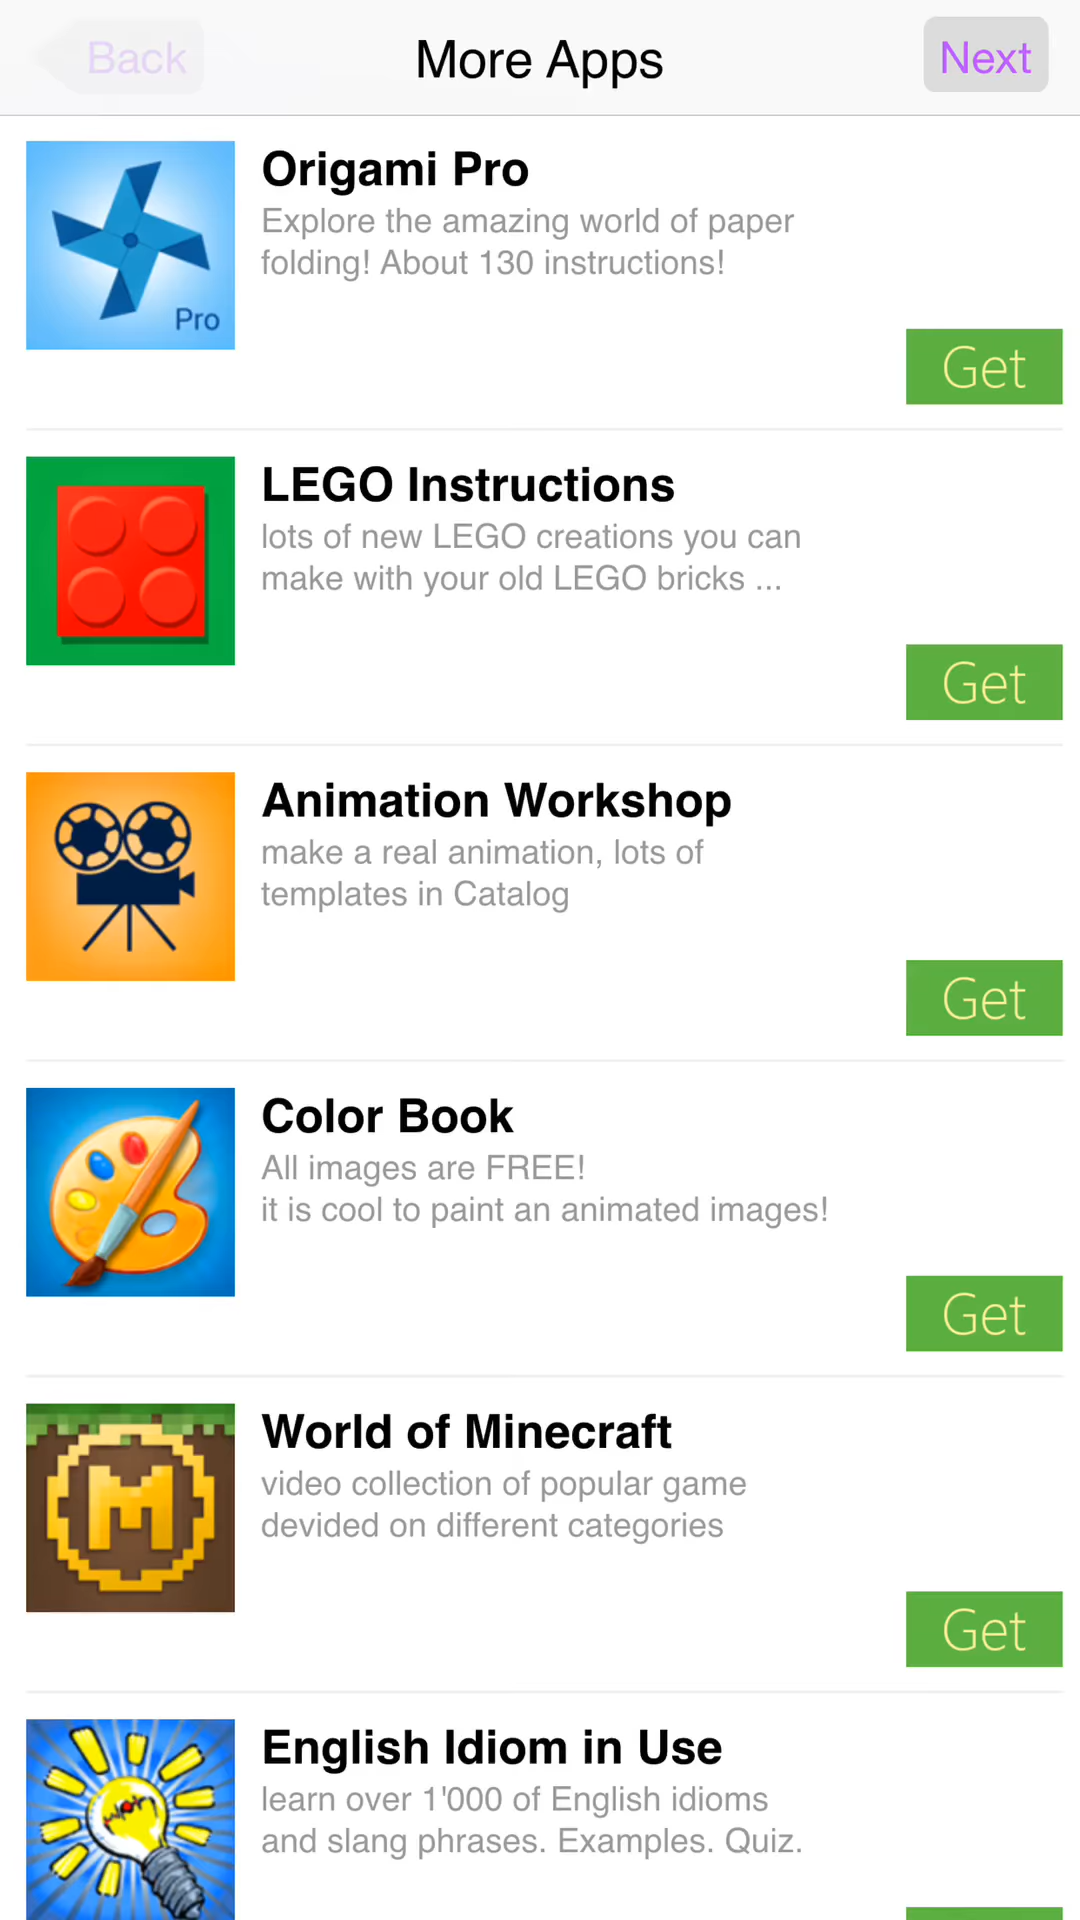 Back
More Apps
Next
Origami Pro
Explore the amazing world of paper
folding! About 130 instructions!
Pro
Get
LEGO Instructions
lots of new LEGO creations you can
make with your old LEGO bricks ...
Get
Animation Workshop
make a real animation, lots of
templates in Catalog
Get
Color Book
All images are FREE!
it is cool to paint an animated images!
Get
World of Minecraft
video collection of popular game
devided on different categories
M
Get
English Idiom in Use
learn over 1'000 of English idioms
and slang phrases. Examples. Quiz.